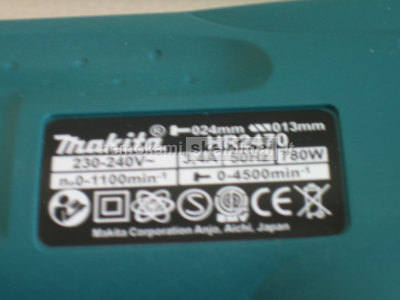 makita® 024mm 013mm
HR2470
230-240V~ 3,4A 50Hz 780W
n₀0-1100min⁻¹ 0-4500min⁻¹
Makita Corporation Anjo, Aichi, Japan